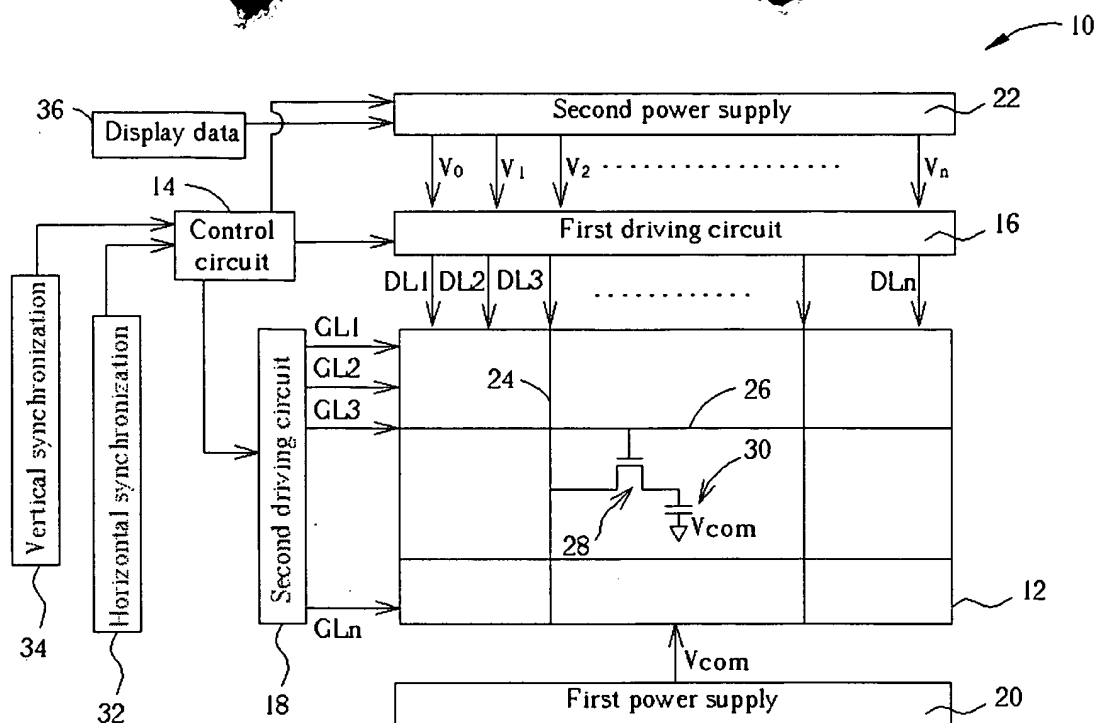 10
36
Display data
Second power supply
22
V0 V1 V2 ................... Vn
14
Control
circuit
First driving circuit
16
DL1 DL2 DL3 ............ DLn
Vertical synchronization
Horizontal synchronization
Second driving circuit
GL1
GL2
GL3
GLn
24
26
30
28
Vcom
12
34
32
18
Vcom
First power supply
20